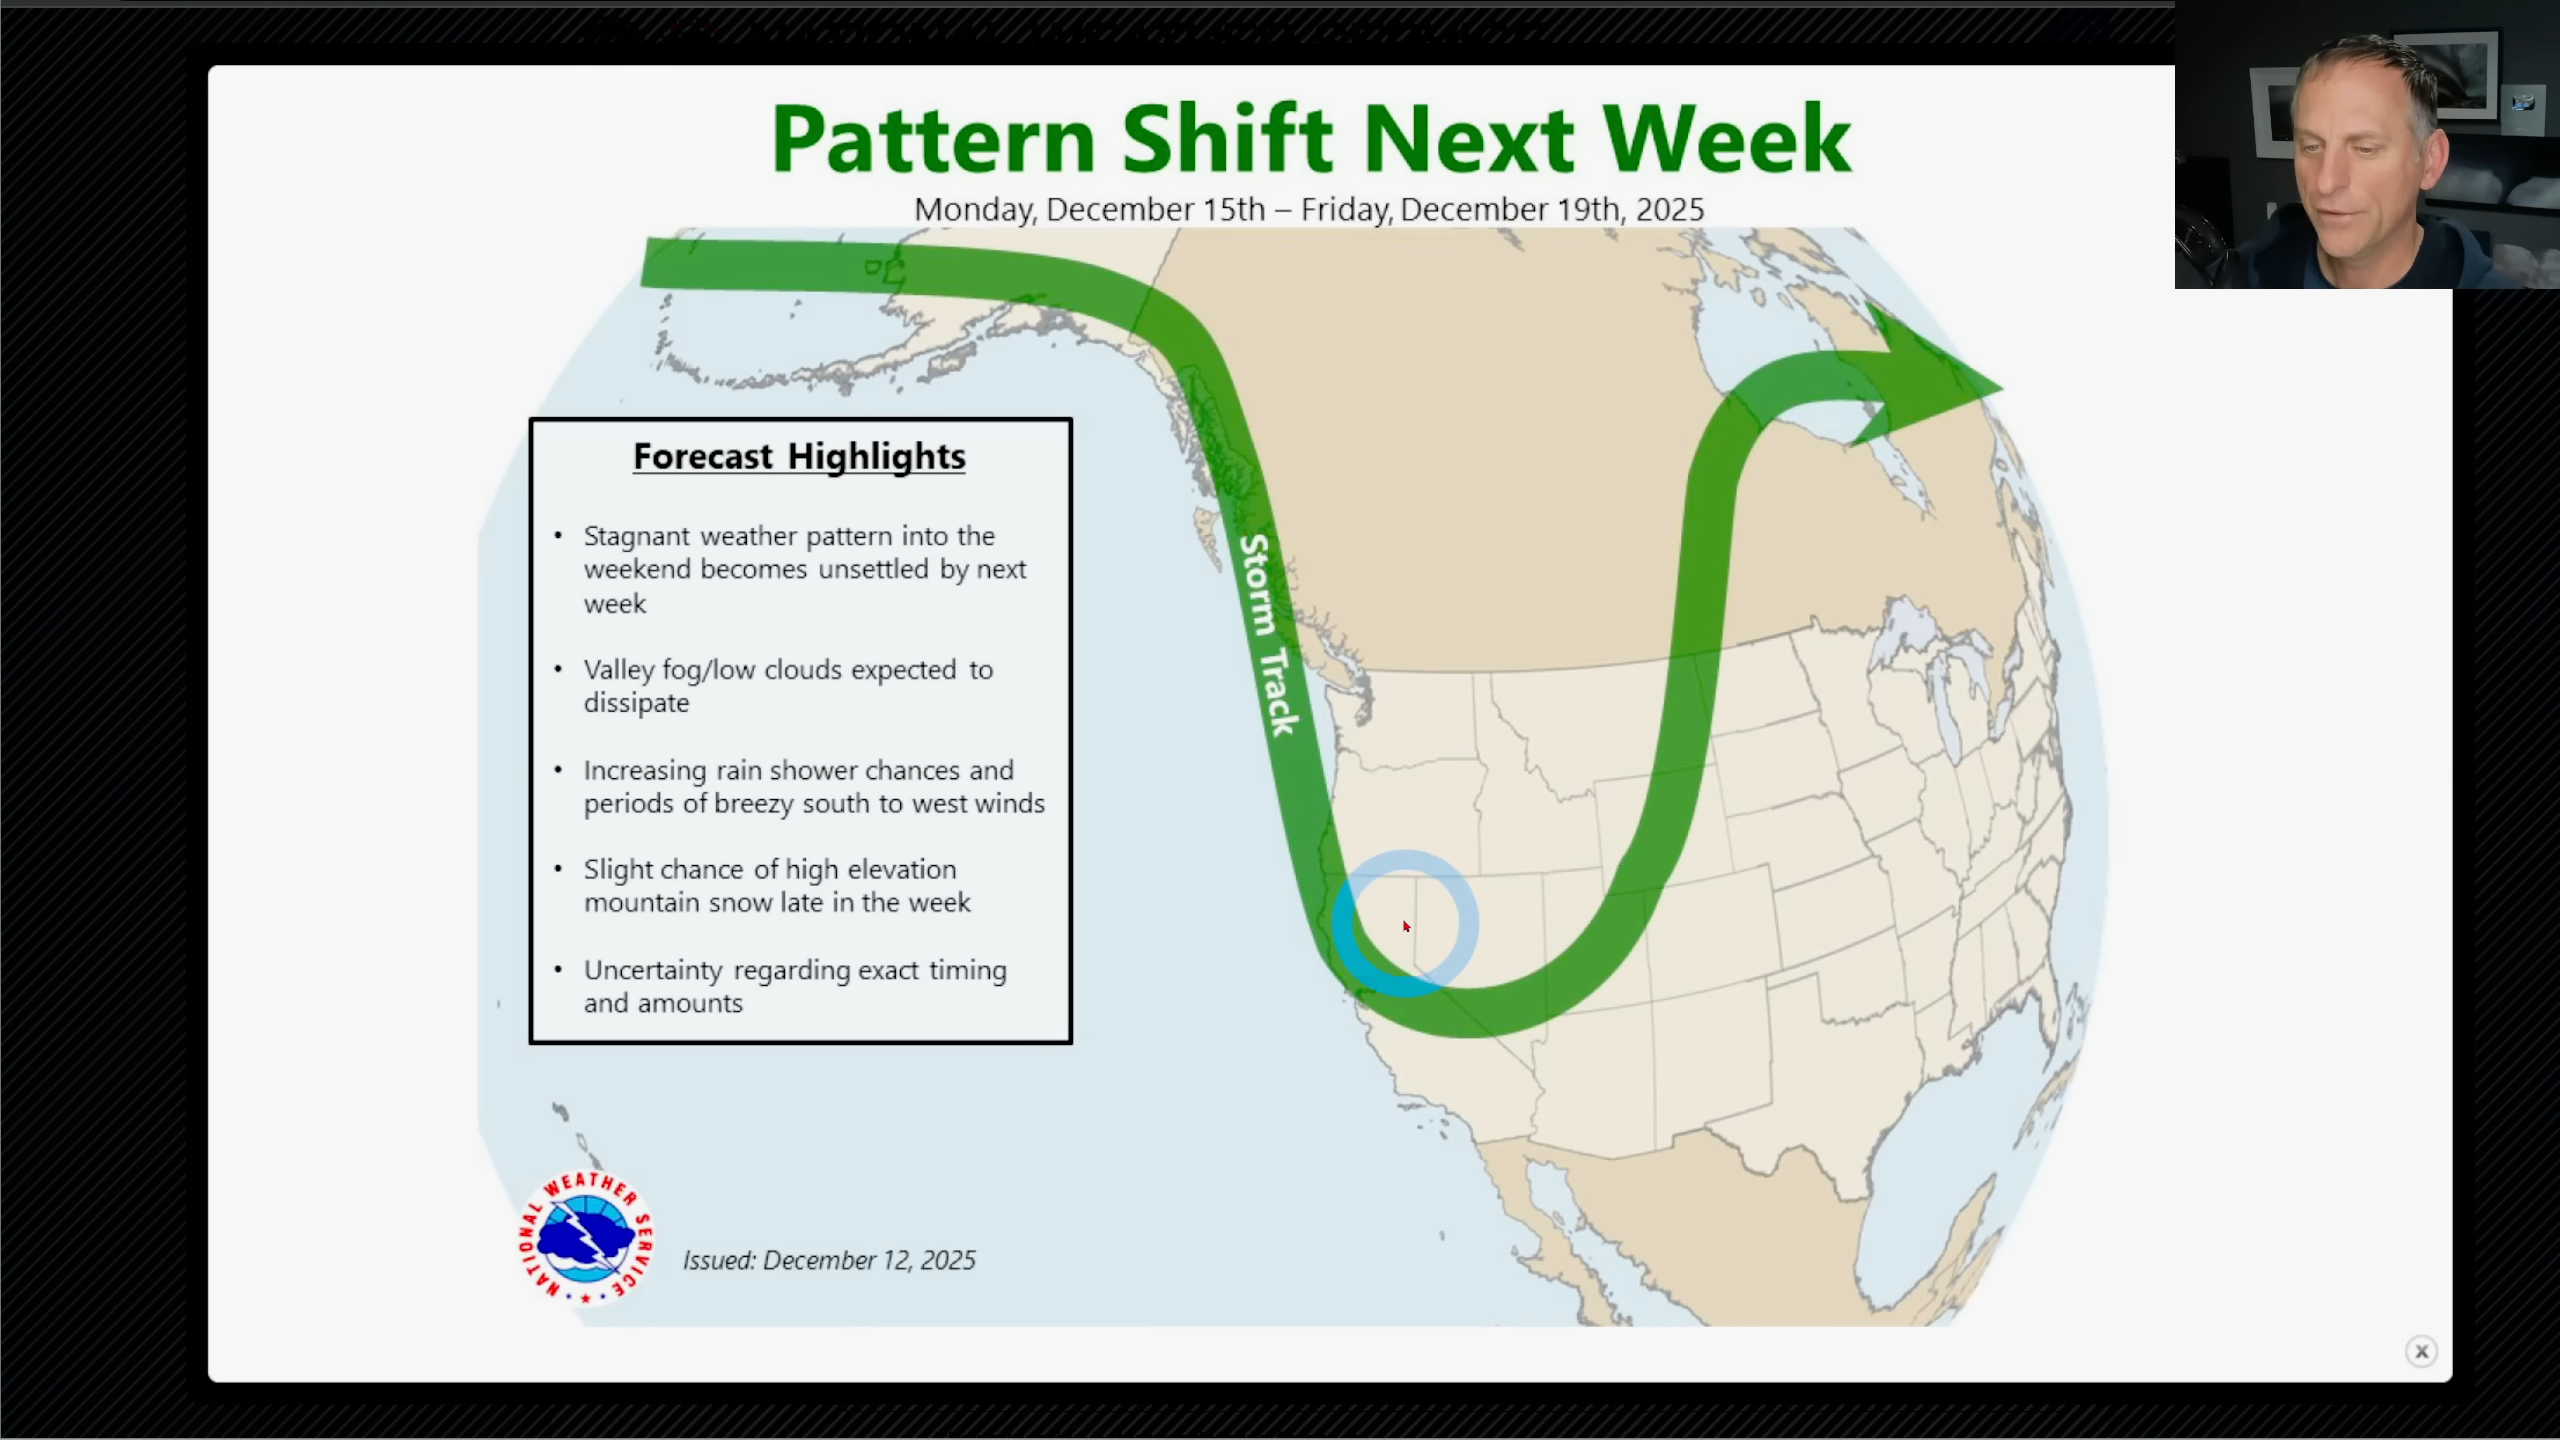 Pattern Shift Next Week
Monday, December 15th – Friday, December 19th, 2025
Forecast Highlights
• Stagnant weather pattern into the
weekend becomes unsettled by next
week
• Valley fog/low clouds expected to
dissipate
• Increasing rain shower chances and
periods of breezy south to west winds
• Slight chance of high elevation
mountain snow late in the week
• Uncertainty regarding exact timing
and amounts
Storm Track
NATIONAL WEATHER SERVICE
Issued: December 12, 2025
X